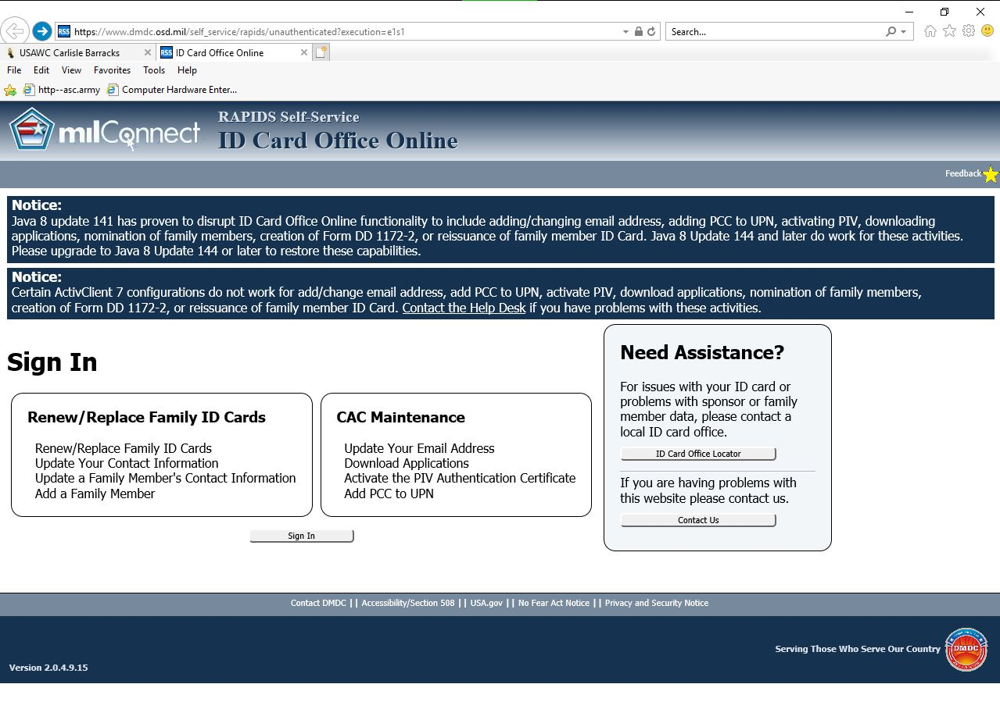 https://www.dmdc.osd.mil/self_service/rapids/unauthenticated?execution=e1s1
Search...
USAWC Carlisle Barracks
RSS ID Card Office Online
File Edit View Favorites Tools Help
http--asc.army Computer Hardware Enter...
milConnect
RAPIDS Self-Service
ID Card Office Online
Feedback
Notice:
Java 8 update 141 has proven to disrupt ID Card Office Online functionality to include adding/changing email address, adding PCC to UPN, activating PIV, downloading
applications, nomination of family members, creation of Form DD 1172-2, or reissuance of family member ID Card. Java 8 Update 144 and later do work for these activities.
Please upgrade to Java 8 Update 144 or later to restore these capabilities.
Notice:
Certain ActivClient 7 configurations do not work for add/change email address, add PCC to UPN, activate PIV, download applications, nomination of family members,
creation of Form DD 1172-2, or reissuance of family member ID Card. Contact the Help Desk if you have problems with these activities.
Sign In
Renew/Replace Family ID Cards
Renew/Replace Family ID Cards
Update Your Contact Information
Update a Family Member's Contact Information
Add a Family Member
CAC Maintenance
Update Your Email Address
Download Applications
Activate the PIV Authentication Certificate
Add PCC to UPN
Sign In
Need Assistance?
For issues with your ID card or
problems with sponsor or family
member data, please contact a
local ID card office.
ID Card Office Locator
If you are having problems with
this website please contact us.
Contact Us
Contact DMDC | | Accessibility/Section 508 | | USA.gov | | No Fear Act Notice | | Privacy and Security Notice
Serving Those Who Serve Our Country
DMDC
Version 2.0.4.9.15